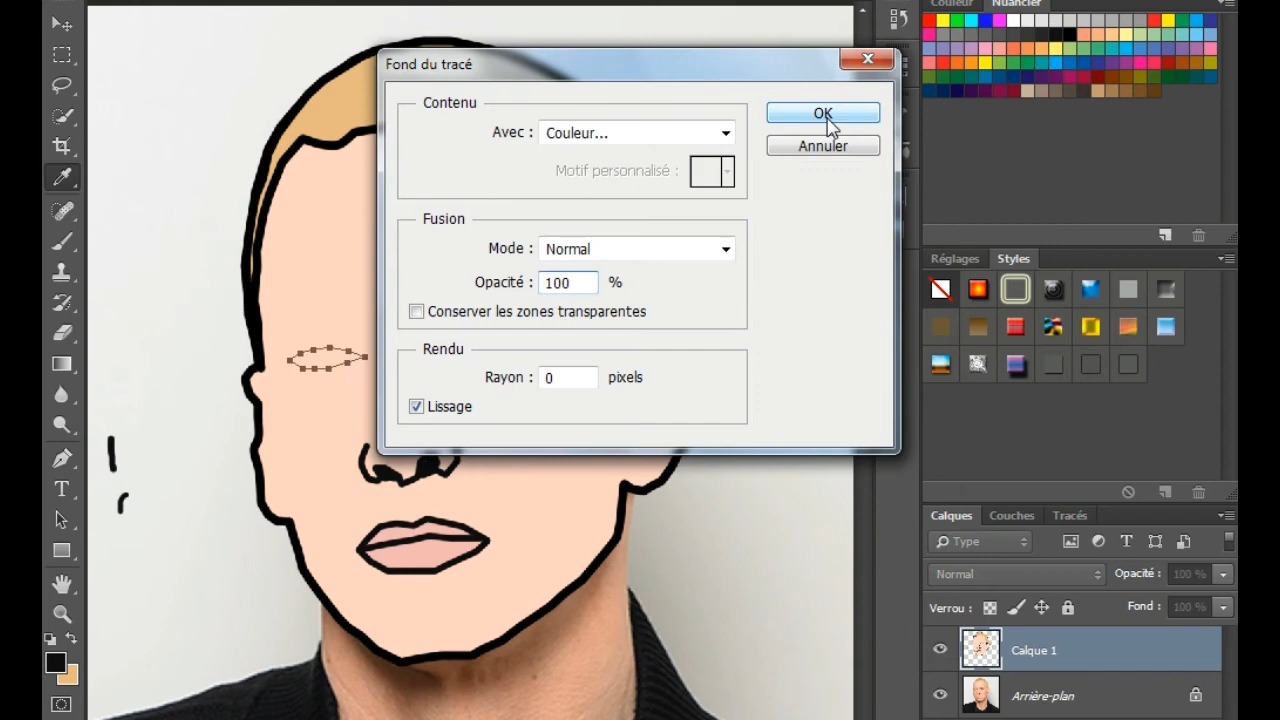 Couleur Nuancier
Fond du tracé
Contenu
OK
Avec : Couleur...
Annuler
Motif personnalisé :
Fusion
Mode : Normal
Réglages Styles
Opacité : 100 %
Conserver les zones transparentes
Rendu
Rayon : 0 pixels
Lissage
T
Calques Couches Tracés
Type T
Normal Opacité : 100 %
Verrou : Fond : 100 %
Calque 1
Arrière-plan